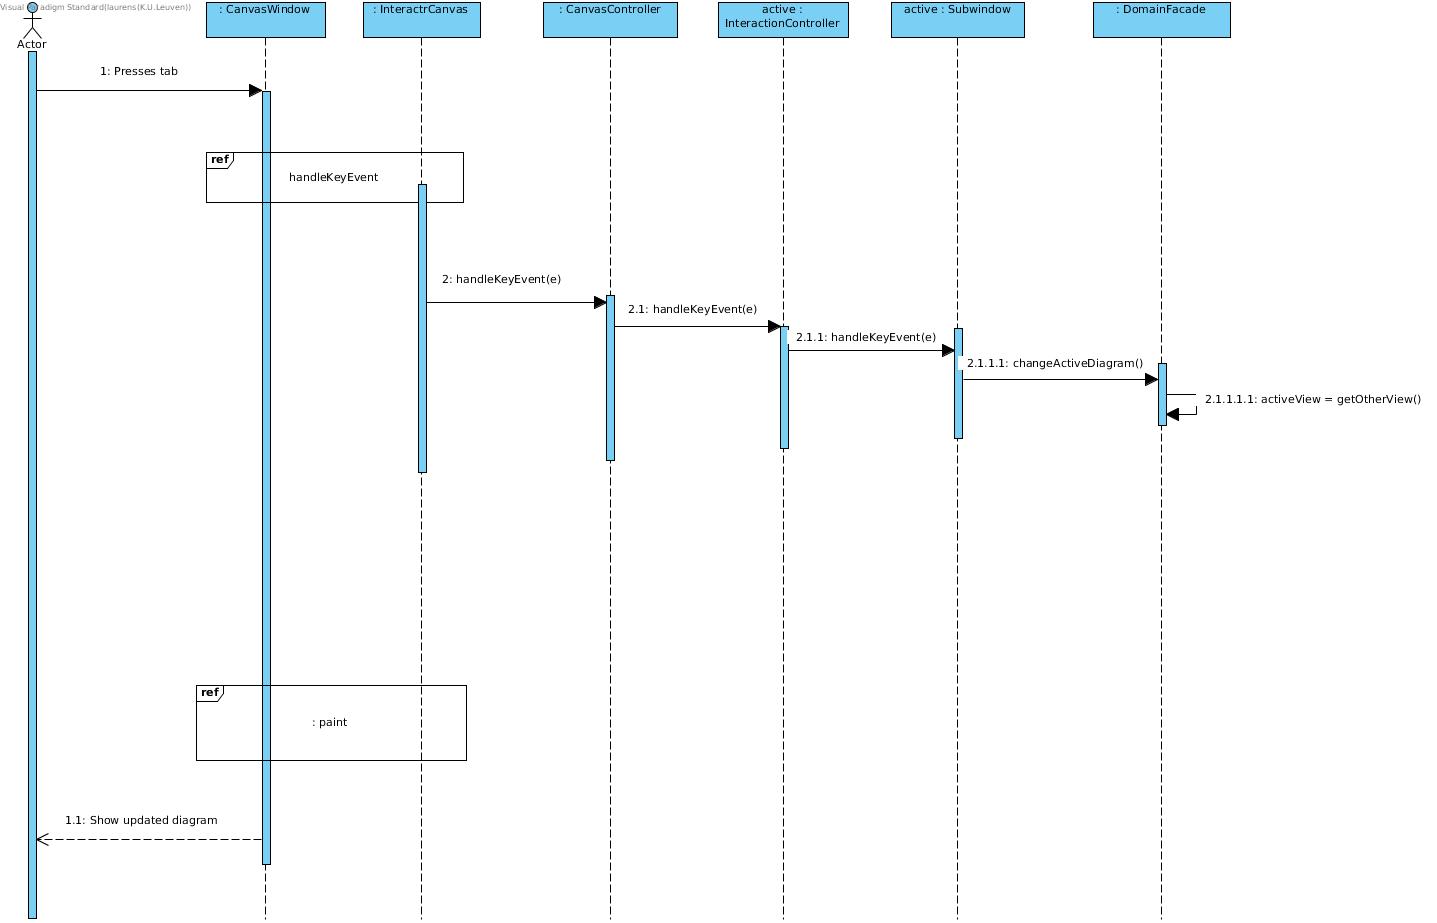 Visual adigm Standard(laurens(K.U.Leuven))
Actor
: CanvasWindow
: InteractrCanvas
: CanvasController
active :
InteractionController
active : Subwindow
: DomainFacade
1: Presses tab
ref
handleKeyEvent
2: handleKeyEvent(e)
2.1: handleKeyEvent(e)
2.1.1: handleKeyEvent(e)
2.1.1.1: changeActiveDiagram()
2.1.1.1.1: activeView = getOtherView()
ref
: paint
1.1: Show updated diagram